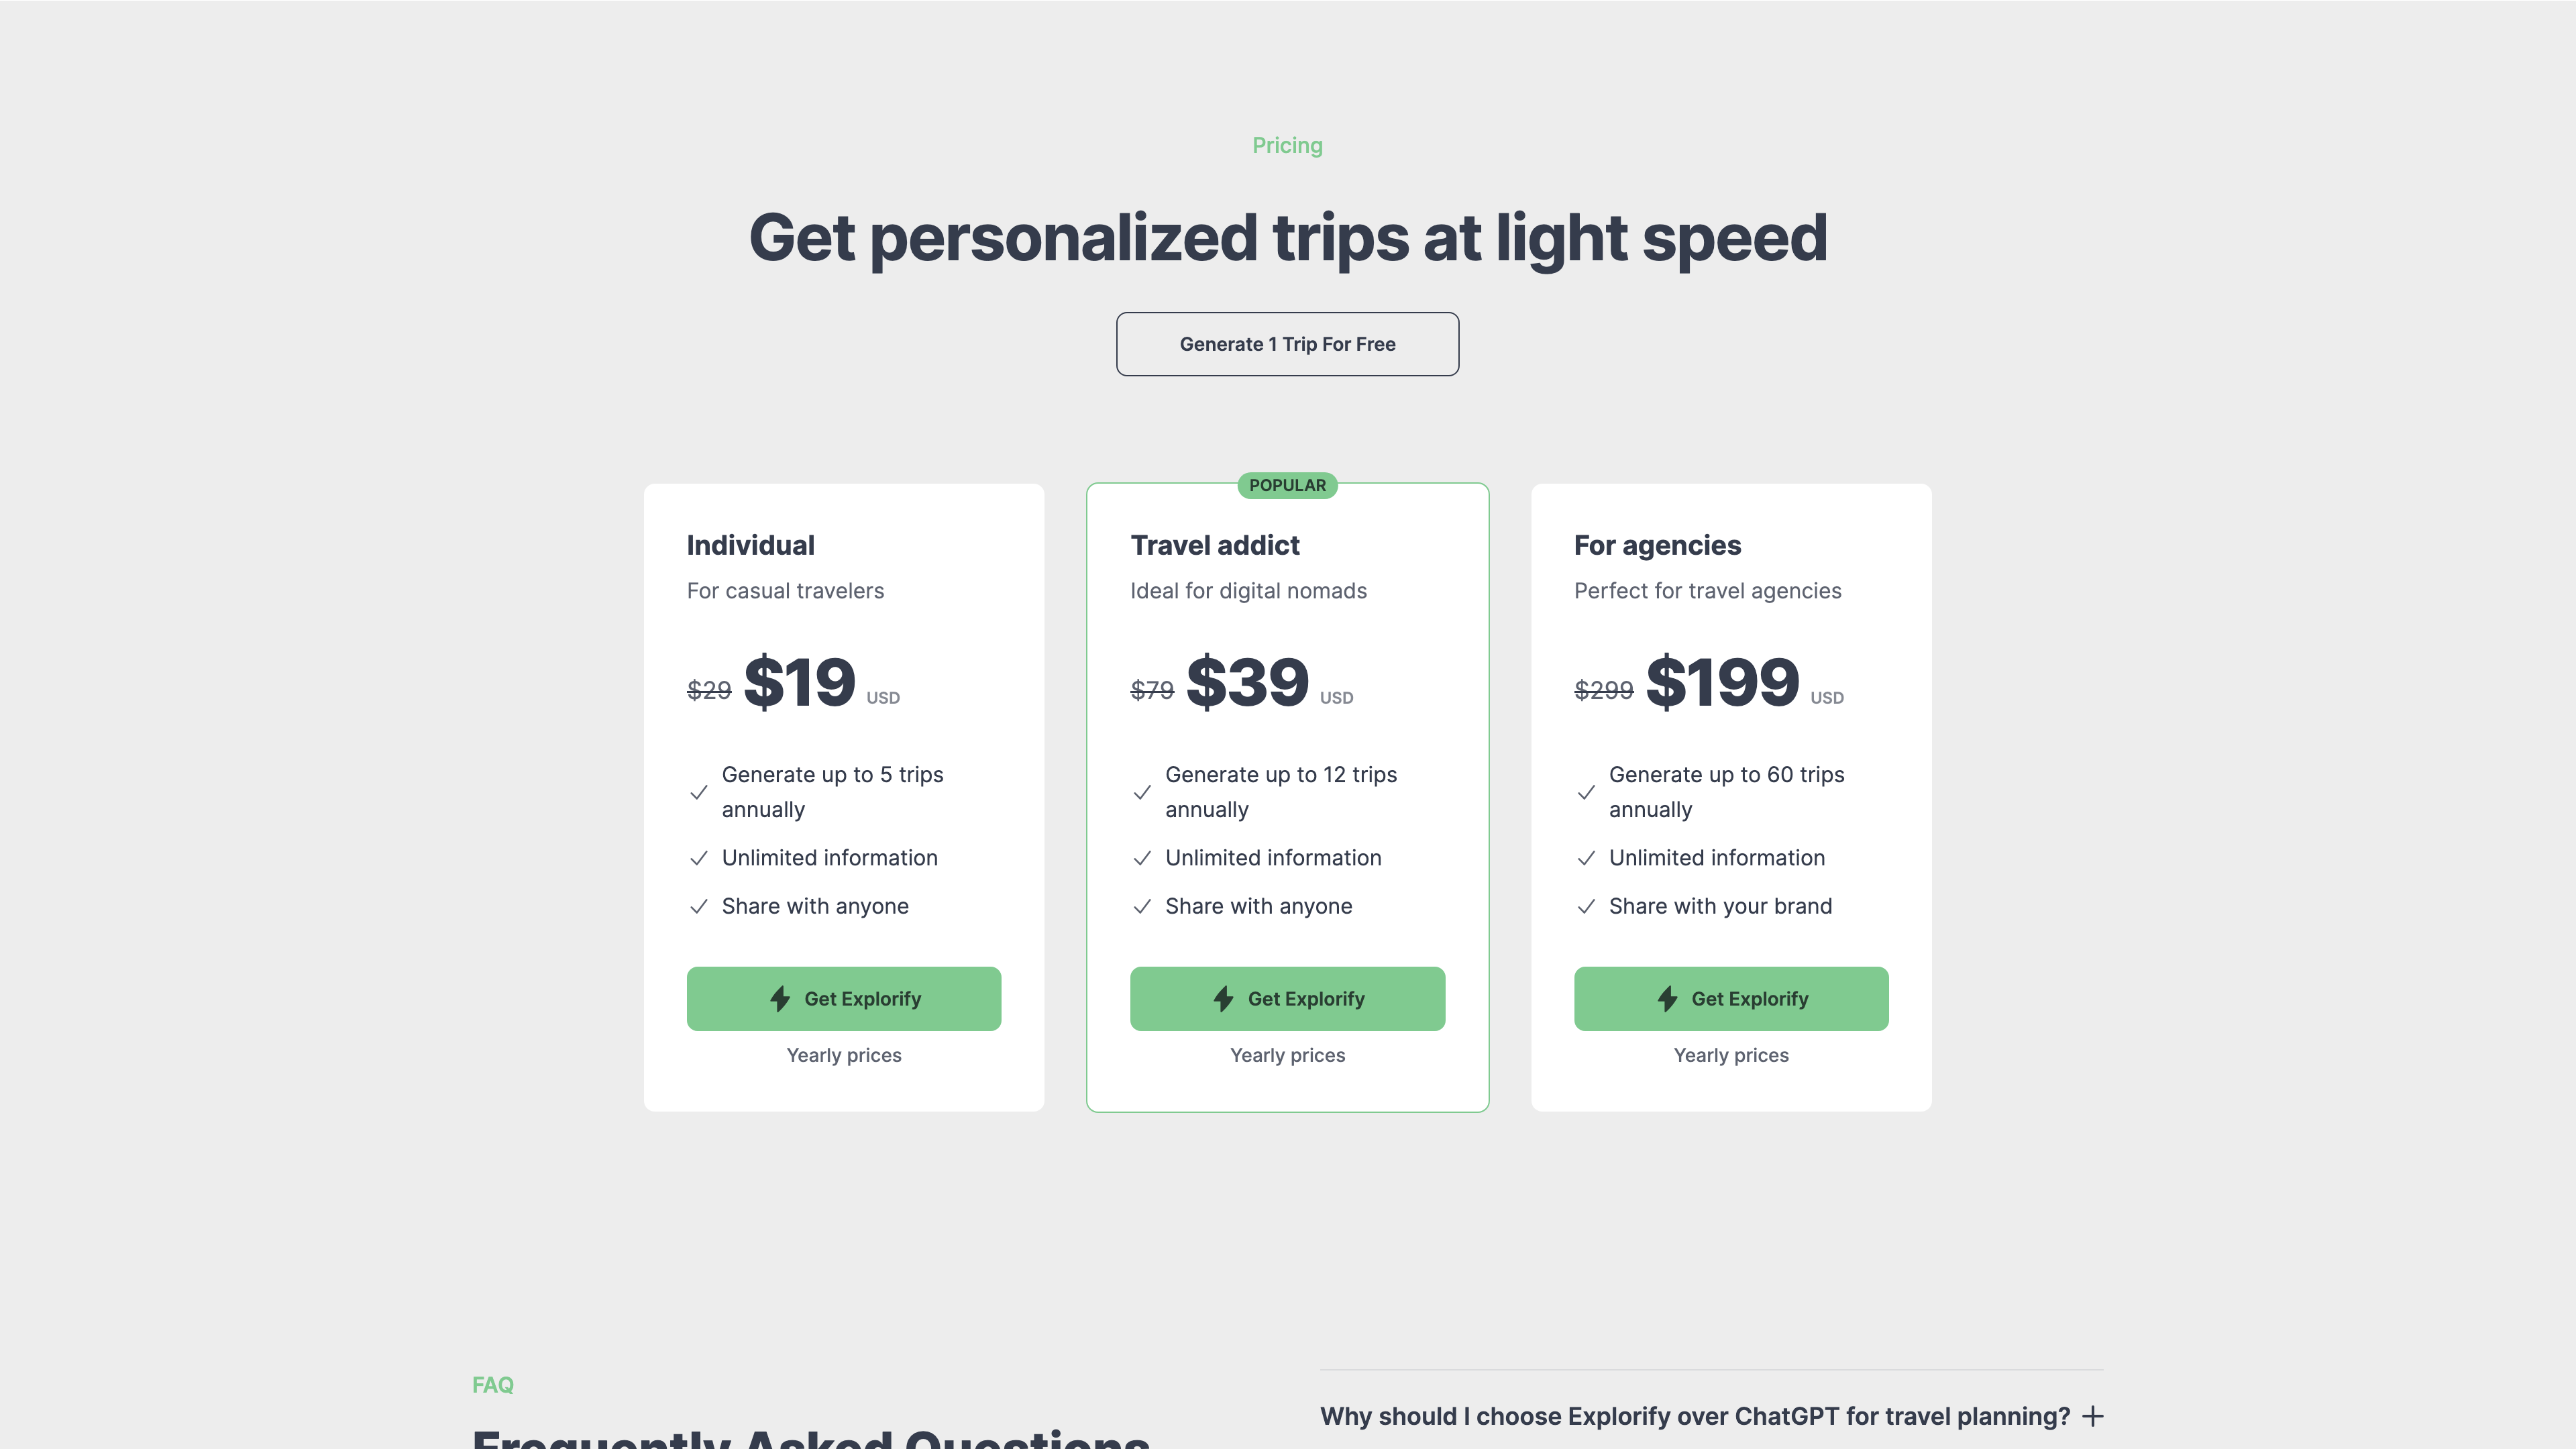 Pricing
Get personalized trips at light speed
Generate 1 Trip For Free
Individual
For casual travelers
$29 $19 USD
Generate up to 5 trips
annually
Unlimited information
Share with anyone
Get Explorify
Yearly prices
POPULAR
Travel addict
Ideal for digital nomads
$79 $39 USD
Generate up to 12 trips
annually
Unlimited information
Share with anyone
Get Explorify
Yearly prices
For agencies
Perfect for travel agencies
$299 $199 USD
Generate up to 60 trips
annually
Unlimited information
Share with your brand
Get Explorify
Yearly prices
FAQ
Frequently Asked Questions
Why should I choose Explorify over ChatGPT for travel planning?